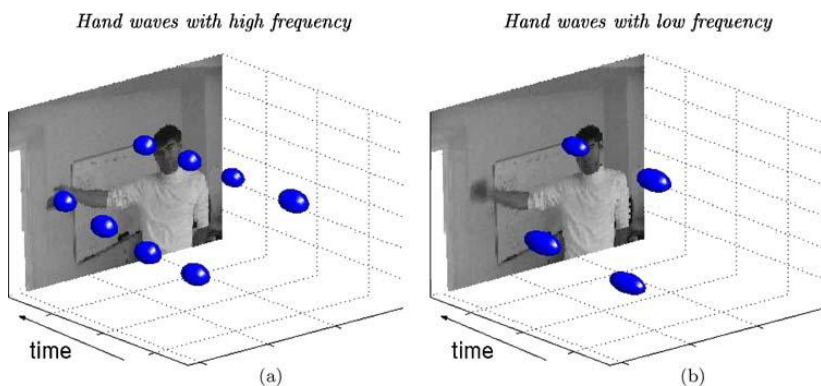 Hand waves with high frequency
Hand waves with low frequency
time
time
(a)
(b)